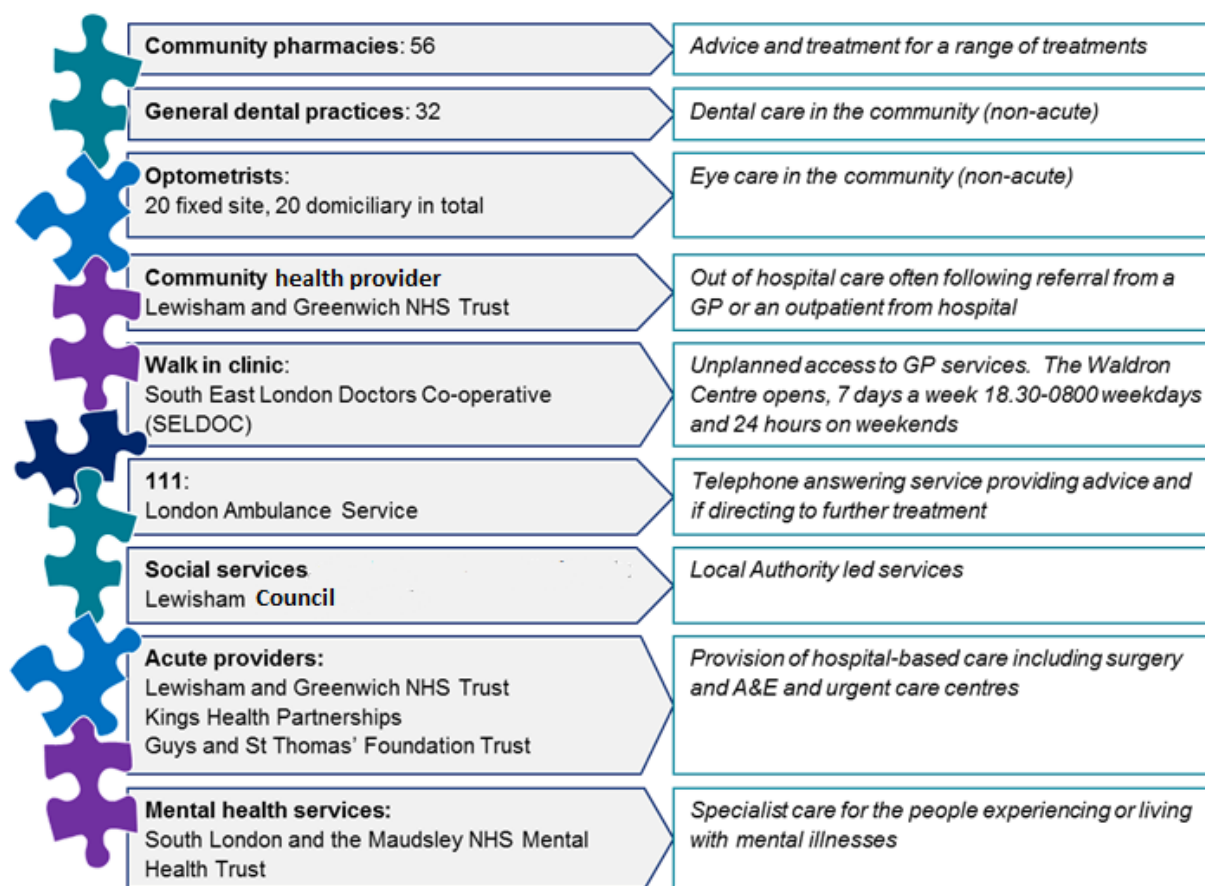 Community pharmacies: 56
Advice and treatment for a range of treatments
General dental practices: 32
Dental care in the community (non-acute)
Optometrists:
20 fixed site, 20 domiciliary in total
Eye care in the community (non-acute)
Community health provider
Lewisham and Greenwich NHS Trust
Out of hospital care often following referral from a
GP or an outpatient from hospital
Walk in clinic:
South East London Doctors Co-operative
(SELDOC)
Unplanned access to GP services. The Waldron
Centre opens, 7 days a week 18.30-0800 weekdays
and 24 hours on weekends
111:
London Ambulance Service
Telephone answering service providing advice and
if directing to further treatment
Social services
Lewisham Council
Local Authority led services
Acute providers:
Lewisham and Greenwich NHS Trust
Kings Health Partnerships
Guys and St Thomas’ Foundation Trust
Provision of hospital-based care including surgery
and A&E and urgent care centres
Mental health services:
South London and the Maudsley NHS Mental
Health Trust
Specialist care for the people experiencing or living
with mental illnesses